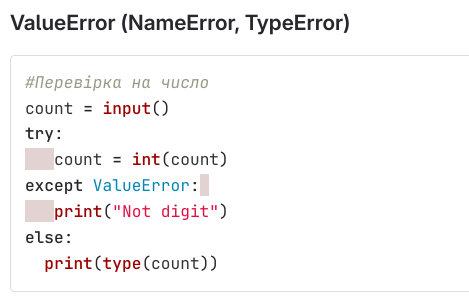 ValueError (NameError, TypeError)
#Перевірка на число
count = input()
try:
   count = int(count)
except ValueError:
   print("Not digit")
else:
  print(type(count))